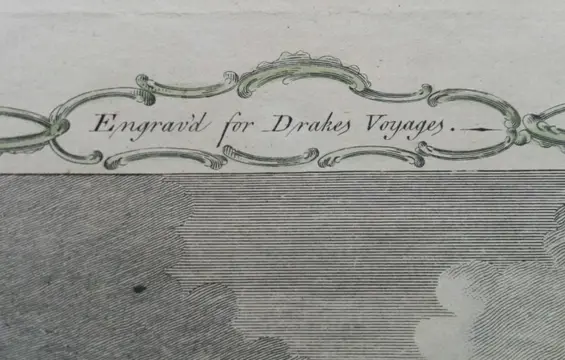 Engrav'd for Drakes Voyages.